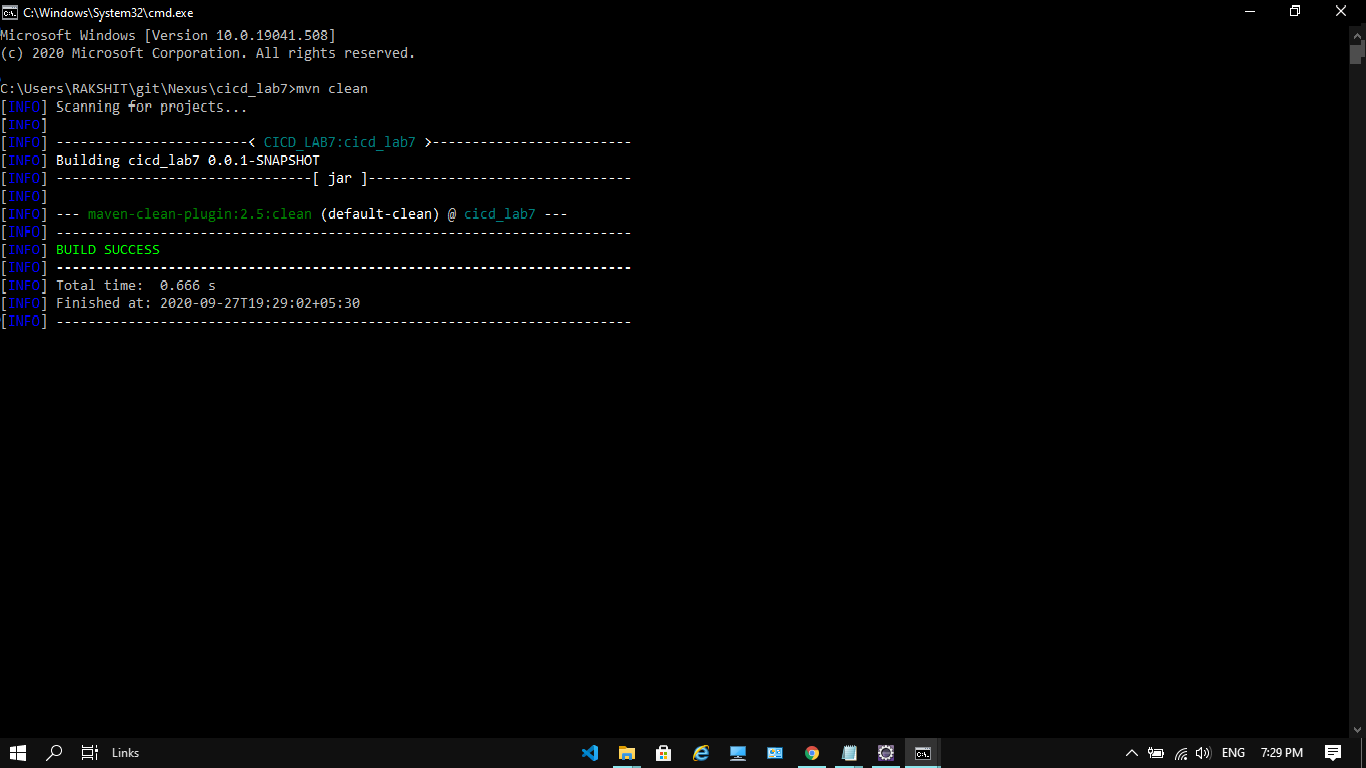 C:\Windows\System32\cmd.exe
Microsoft Windows [Version 10.0.19041.508]
(c) 2020 Microsoft Corporation. All rights reserved.
C:\Users\RAKSHIT\git\Nexus\cicd_lab7>mvn clean
[INFO] Scanning for projects...
[INFO]
[INFO] ------------------------< CICD_LAB7:cicd_lab7 >-------------------------
[INFO] Building cicd_lab7 0.0.1-SNAPSHOT
[INFO] --------------------------------[ jar ]---------------------------------
[INFO]
[INFO] --- maven-clean-plugin:2.5:clean (default-clean) @ cicd_lab7 ---
[INFO] ------------------------------------------------------------------------
[INFO] BUILD SUCCESS
[INFO] ------------------------------------------------------------------------
[INFO] Total time:  0.666 s
[INFO] Finished at: 2020-09-27T19:29:02+05:30
[INFO] ------------------------------------------------------------------------
Links ENG 7:29 PM